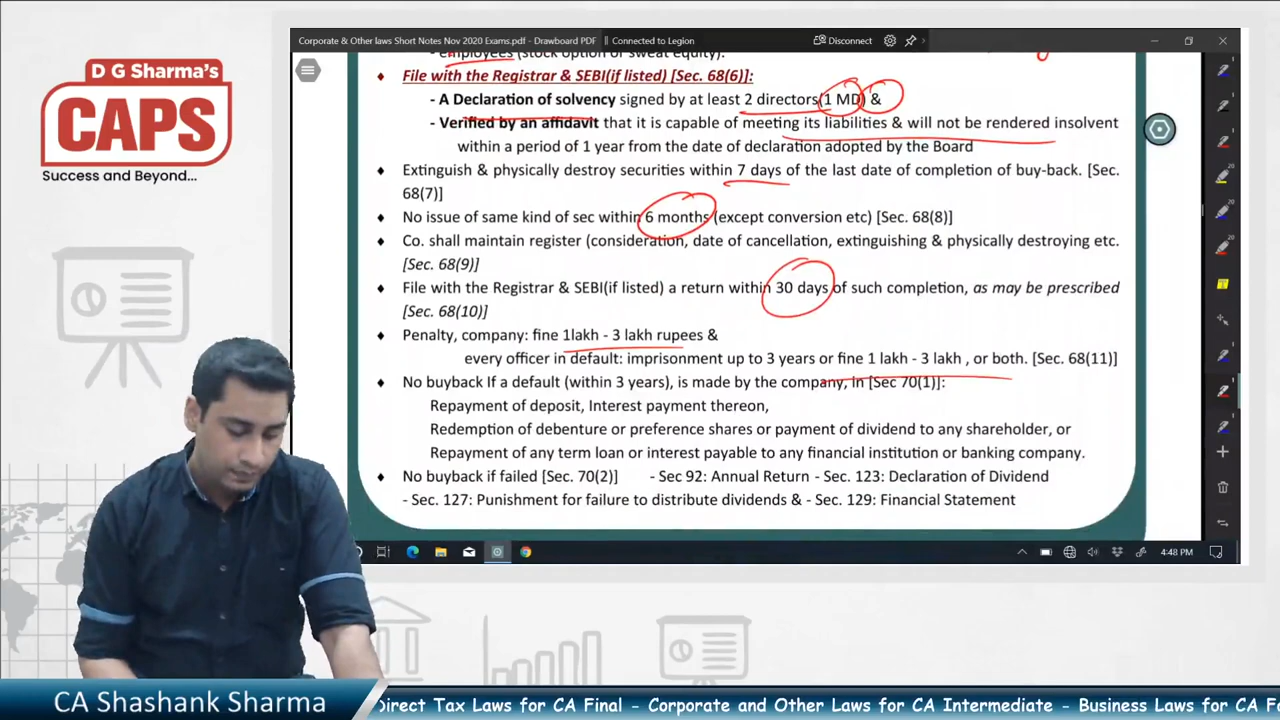 Corporate & Other laws Short Notes Nov 2020 Exams.pdf - Drawboard PDF
Connected to Legion
Disconnect
D G Sharma's
CAPS
Success and Beyond...
employees (stock option or sweat equity).
♦ File with the Registrar & SEBI(if listed) [Sec. 68(6)]:
- A Declaration of solvency signed by at least 2 directors(1 MD) &
- Verified by an affidavit that it is capable of meeting its liabilities & will not be rendered insolvent
within a period of 1 year from the date of declaration adopted by the Board
♦ Extinguish & physically destroy securities within 7 days of the last date of completion of buy-back. [Sec.
68(7)]
♦ No issue of same kind of sec within 6 months (except conversion etc) [Sec. 68(8)]
♦ Co. shall maintain register (consideration, date of cancellation, extinguishing & physically destroying etc.
[Sec. 68(9)]
♦ File with the Registrar & SEBI(if listed) a return within 30 days of such completion, as may be prescribed
[Sec. 68(10)]
♦ Penalty, company: fine 1lakh - 3 lakh rupees &
every officer in default: imprisonment up to 3 years or fine 1 lakh - 3 lakh , or both. [Sec. 68(11)]
♦ No buyback If a default (within 3 years), is made by the company, in [Sec 70(1)]:
Repayment of deposit, Interest payment thereon,
Redemption of debenture or preference shares or payment of dividend to any shareholder, or
Repayment of any term loan or interest payable to any financial institution or banking company.
♦ No buyback if failed [Sec. 70(2)] - Sec 92: Annual Return - Sec. 123: Declaration of Dividend
- Sec. 127: Punishment for failure to distribute dividends & - Sec. 129: Financial Statement
20
20
4:48 PM
CA Shashank Sharma
Direct Tax Laws for CA Final – Corporate and Other Laws for CA Intermediate – Business Laws for CA Fo